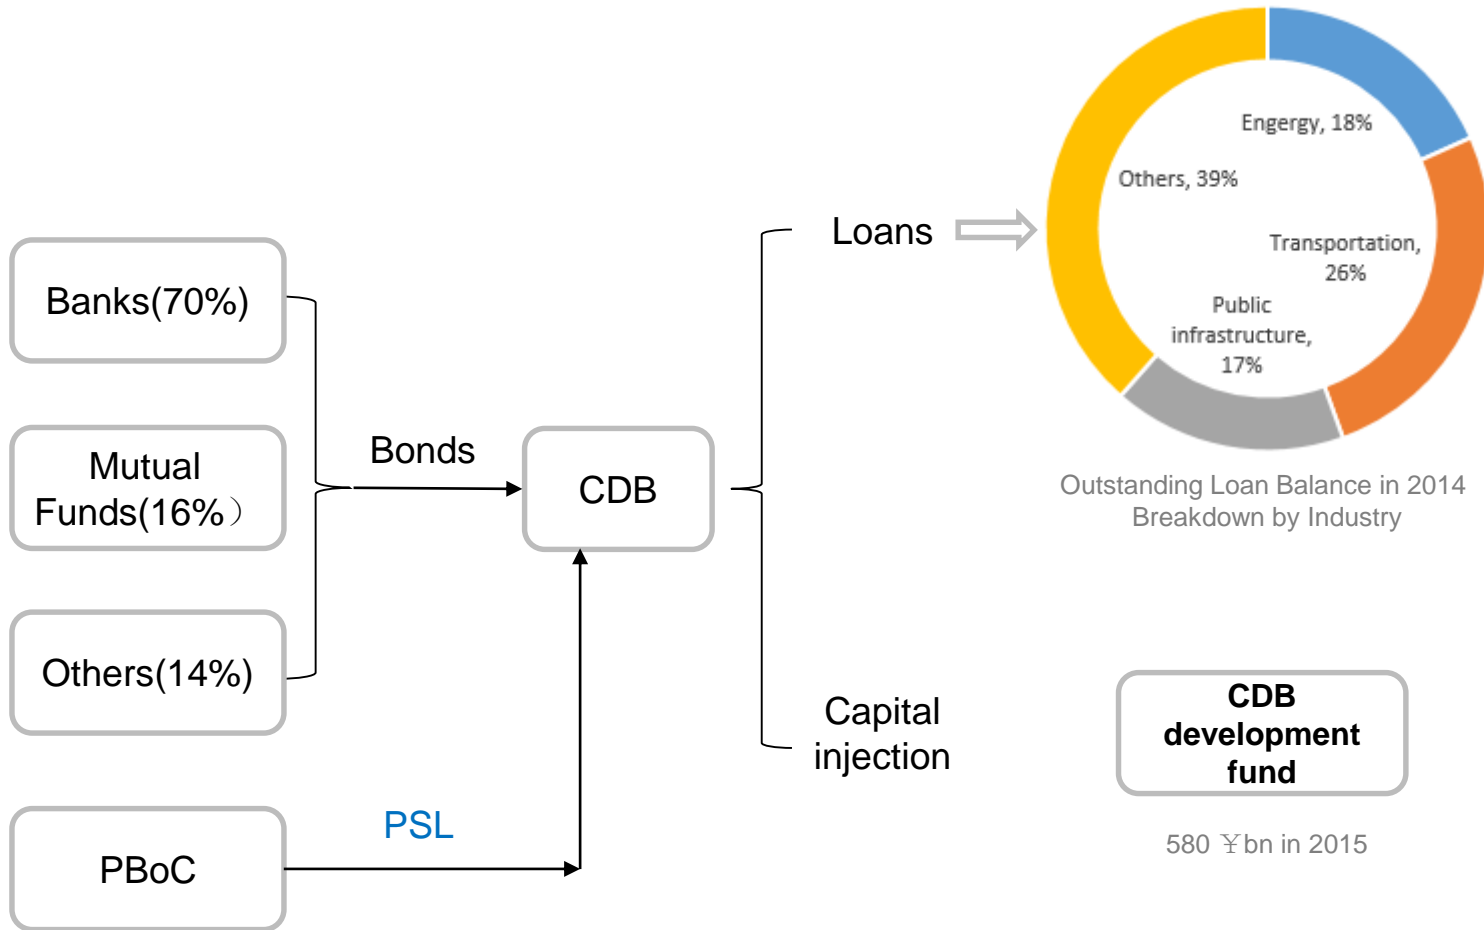 Banks(70%)
Mutual
Funds(16%）
Others(14%)
PBoC
Bonds
PSL
CDB
Loans
Capital
injection
Engergy, 18%
Others, 39%
Transportation,
26%
Public
infrastructure,
17%
Outstanding Loan Balance in 2014
Breakdown by Industry
CDB
development
fund
580 ￥bn in 2015